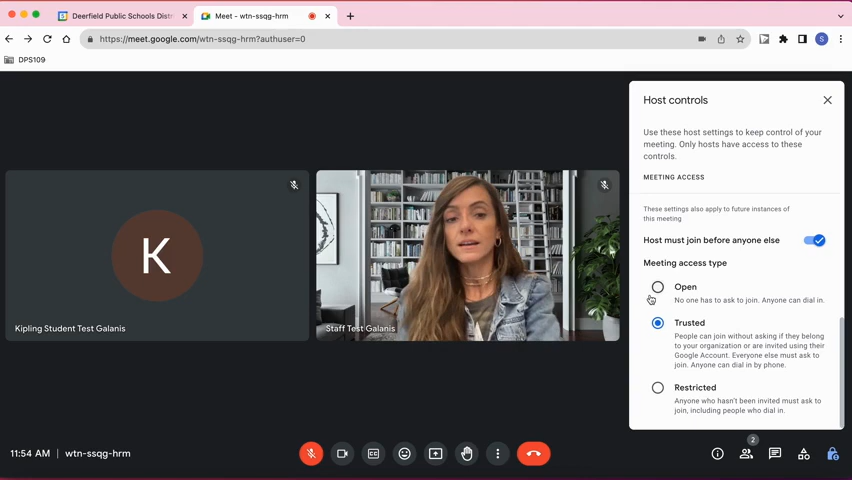 Deerfield Public Schools Distri
Meet - wtn-ssqg-hrm
https://meet.google.com/wtn-ssqg-hrm?authuser=0
S
DPS109
Host controls
Use these host settings to keep control of your
meeting. Only hosts have access to these
controls.
MEETING ACCESS
These settings also apply to future instances of
this meeting
Host must join before anyone else
Meeting access type
Open
No one has to ask to join. Anyone can dial in.
Trusted
People can join without asking if they belong
to your organization or are invited using their
Google Account. Everyone else must ask to
join. Anyone can dial in by phone.
Restricted
Anyone who hasn't been invited must ask to
join, including people who dial in.
K
Kipling Student Test Galanis
Staff Test Galanis
11:54 AM | wtn-ssqg-hrm
CC
2